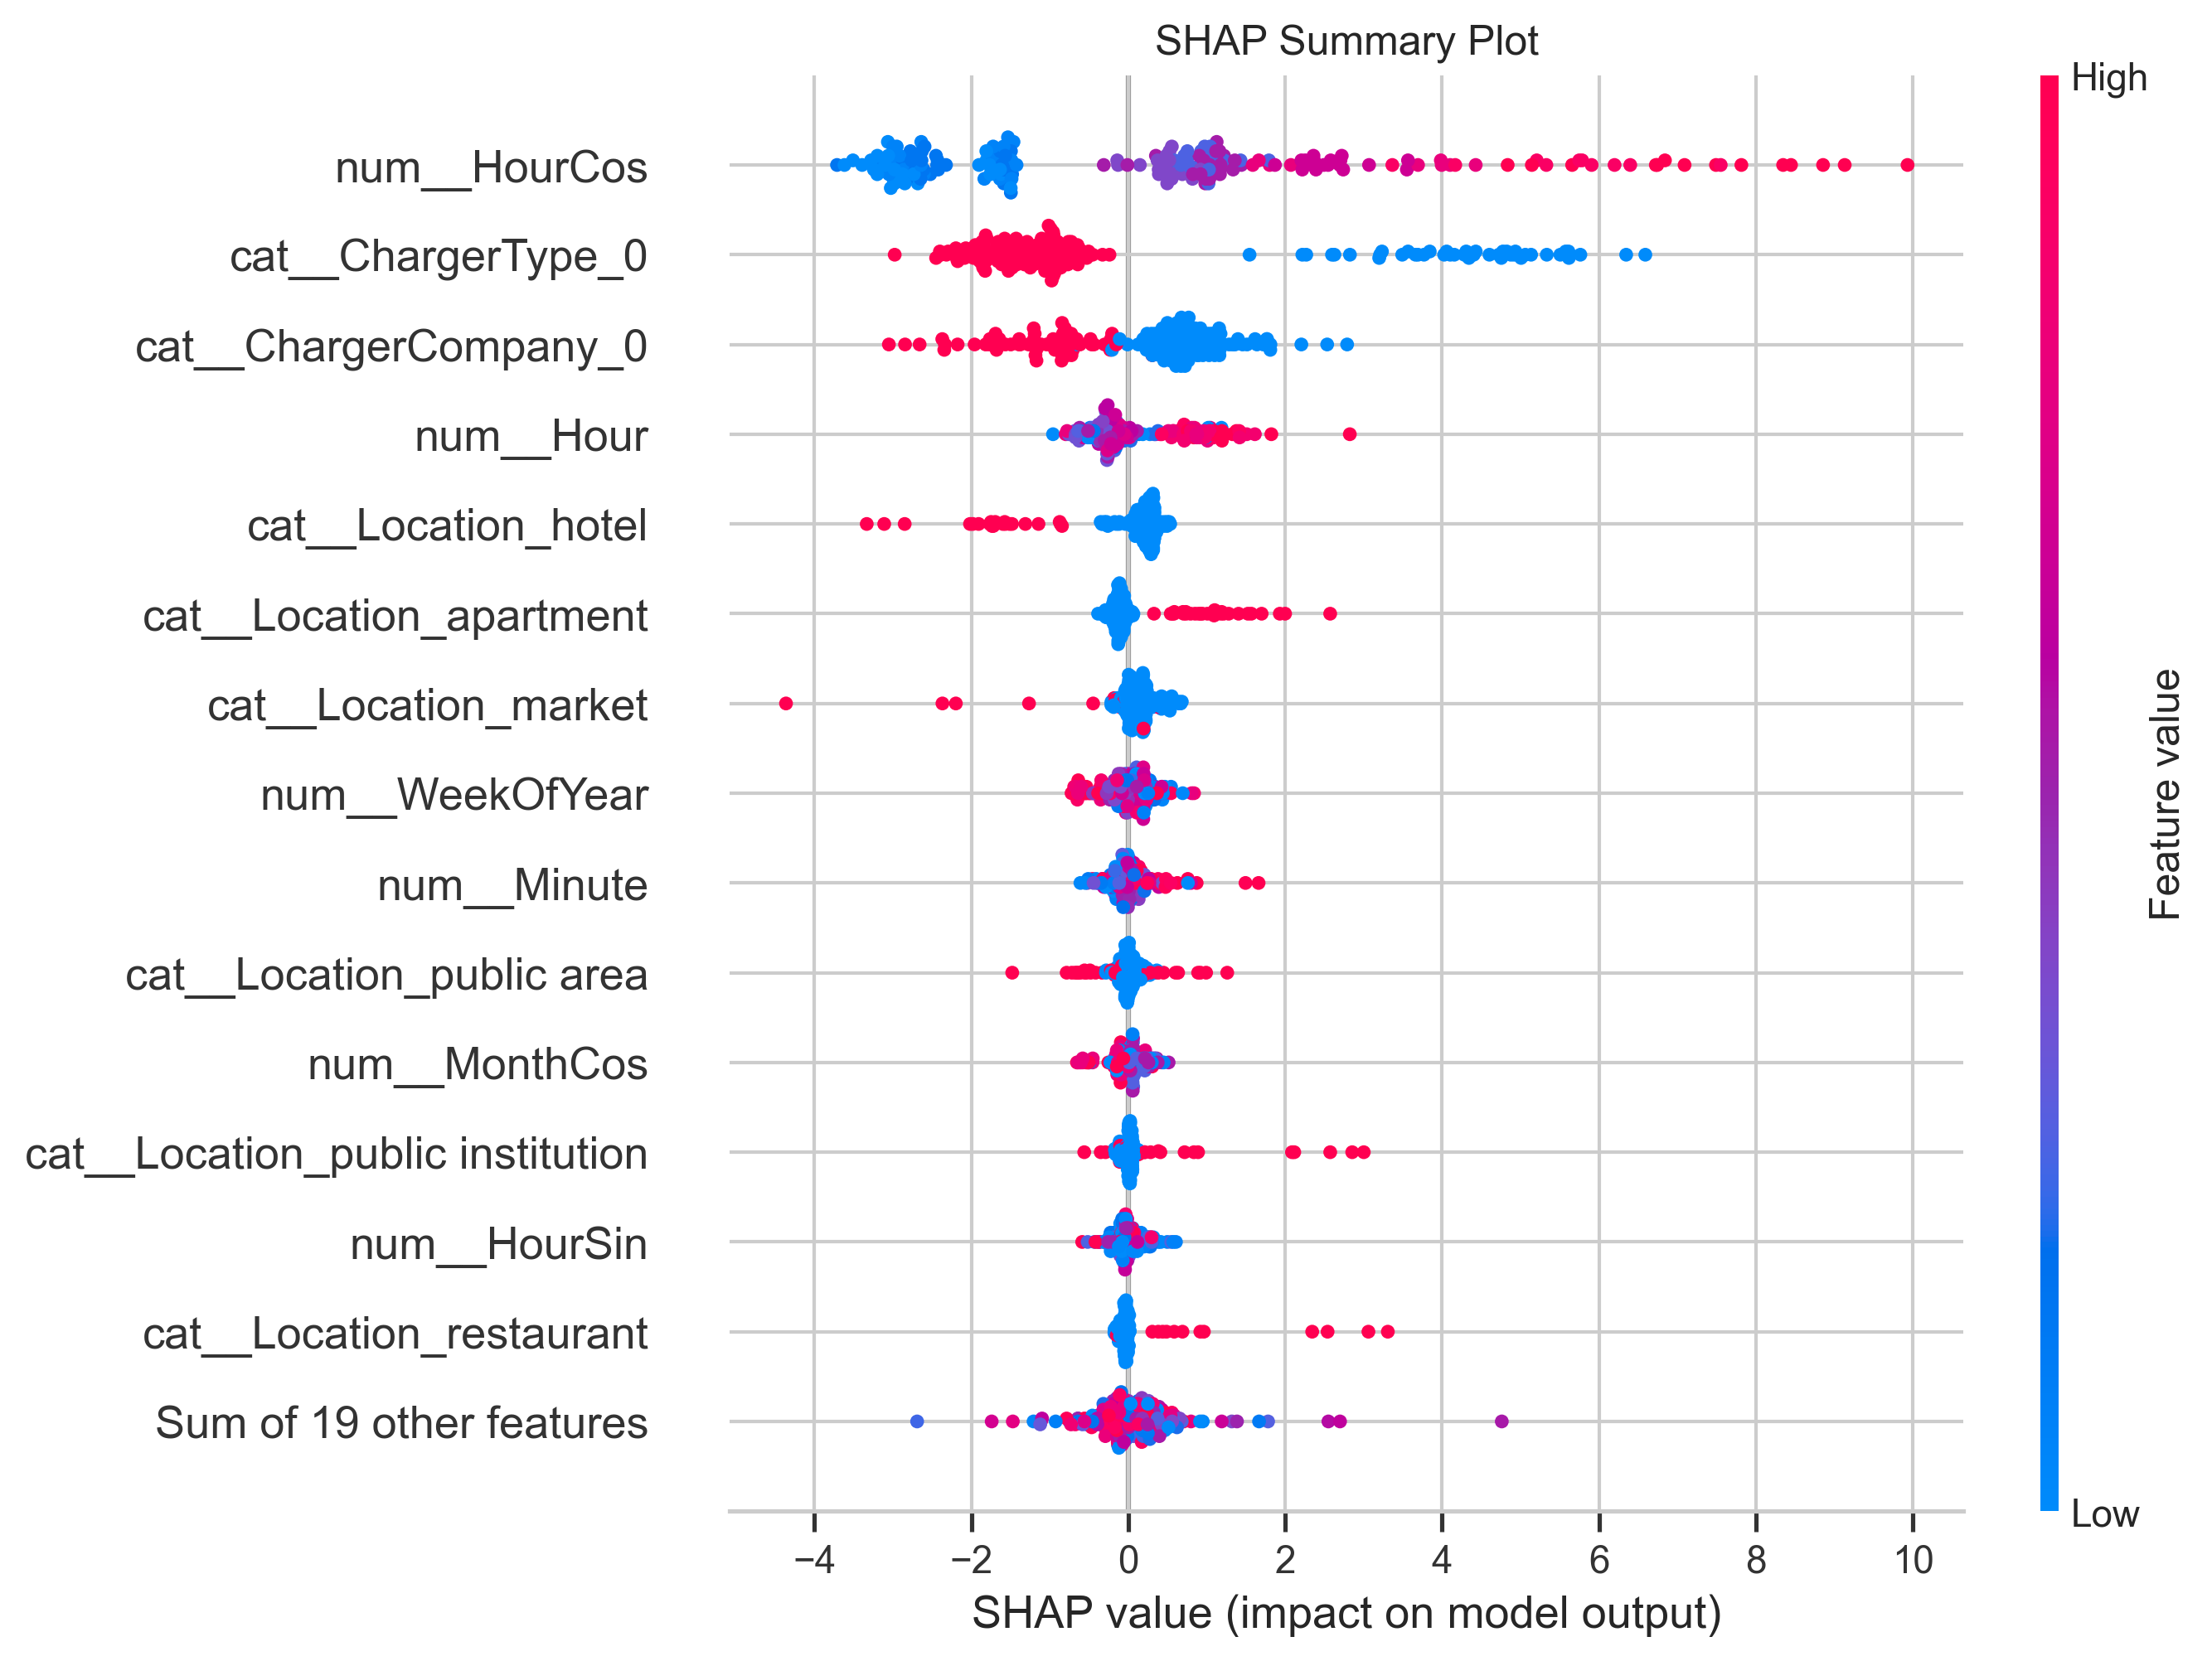 SHAP Summary Plot
High
num__HourCos
cat__ChargerType_0
cat__ChargerCompany_0
num__Hour
cat__Location_hotel
cat__Location_apartment
cat__Location_market
num__WeekOfYear
num__Minute
cat__Location_public area
num__MonthCos
cat__Location_public institution
num__HourSin
cat__Location_restaurant
Sum of 19 other features
Feature value
Low
−4 −2 0 2 4 6 8 10
SHAP value (impact on model output)